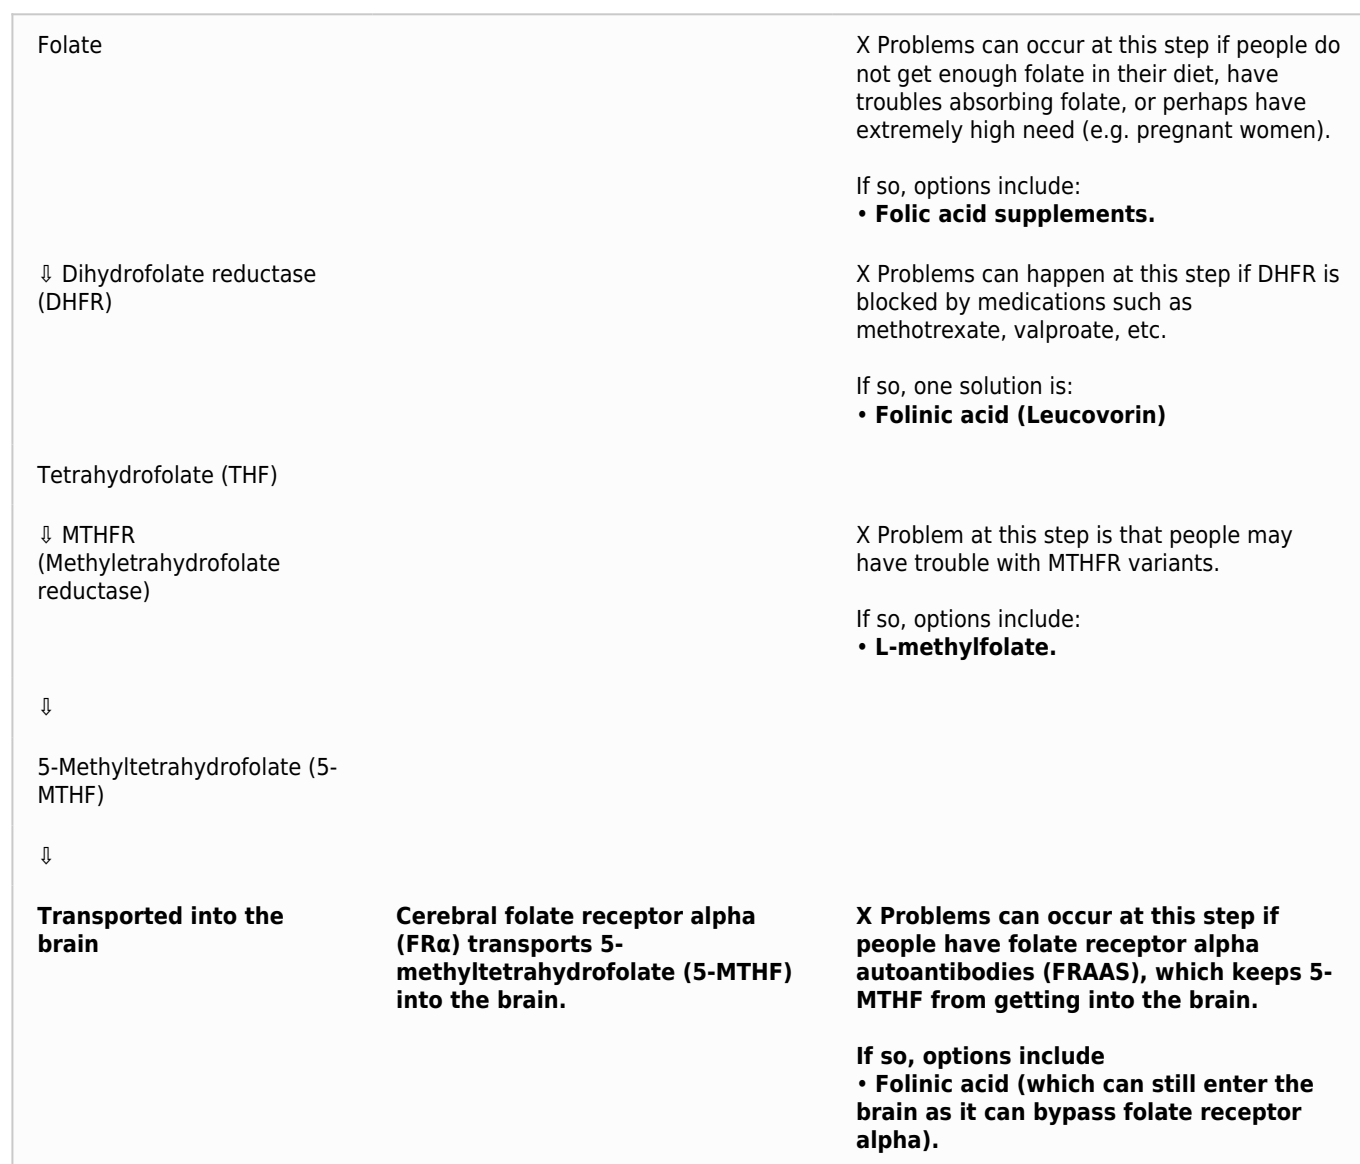 Folate
X Problems can occur at this step if people do
not get enough folate in their diet, have
troubles absorbing folate, or perhaps have
extremely high need (e.g. pregnant women).
If so, options include:
• Folic acid supplements.
⇩ Dihydrofolate reductase
(DHFR)
X Problems can happen at this step if DHFR is
blocked by medications such as
methotrexate, valproate, etc.
If so, one solution is:
• Folinic acid (Leucovorin)
Tetrahydrofolate (THF)
⇩ MTHFR
(Methyletrahydrofolate
reductase)
X Problem at this step is that people may
have trouble with MTHFR variants.
If so, options include:
• L-methylfolate.
⇩
5-Methyltetrahydrofolate (5-
MTHF)
⇩
Transported into the
brain
Cerebral folate receptor alpha
(FRα) transports 5-
methyltetrahydrofolate (5-MTHF)
into the brain.
X Problems can occur at this step if
people have folate receptor alpha
autoantibodies (FRAAS), which keeps 5-
MTHF from getting into the brain.
If so, options include
• Folinic acid (which can still enter the
brain as it can bypass folate receptor
alpha).